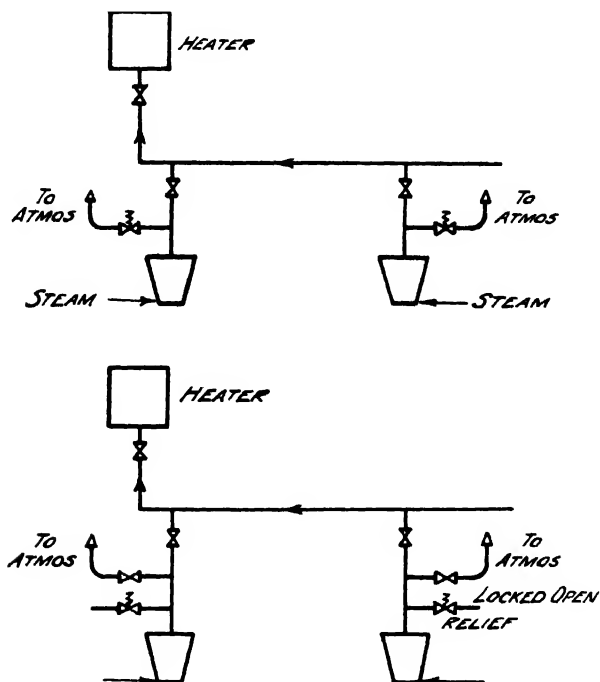 HEATER
TO
ATMOS
TO
ATMOS
STEAM
STEAM
HEATER
TO
ATMOS
TO
ATMOS
LOCKED OPEN
RELIEF